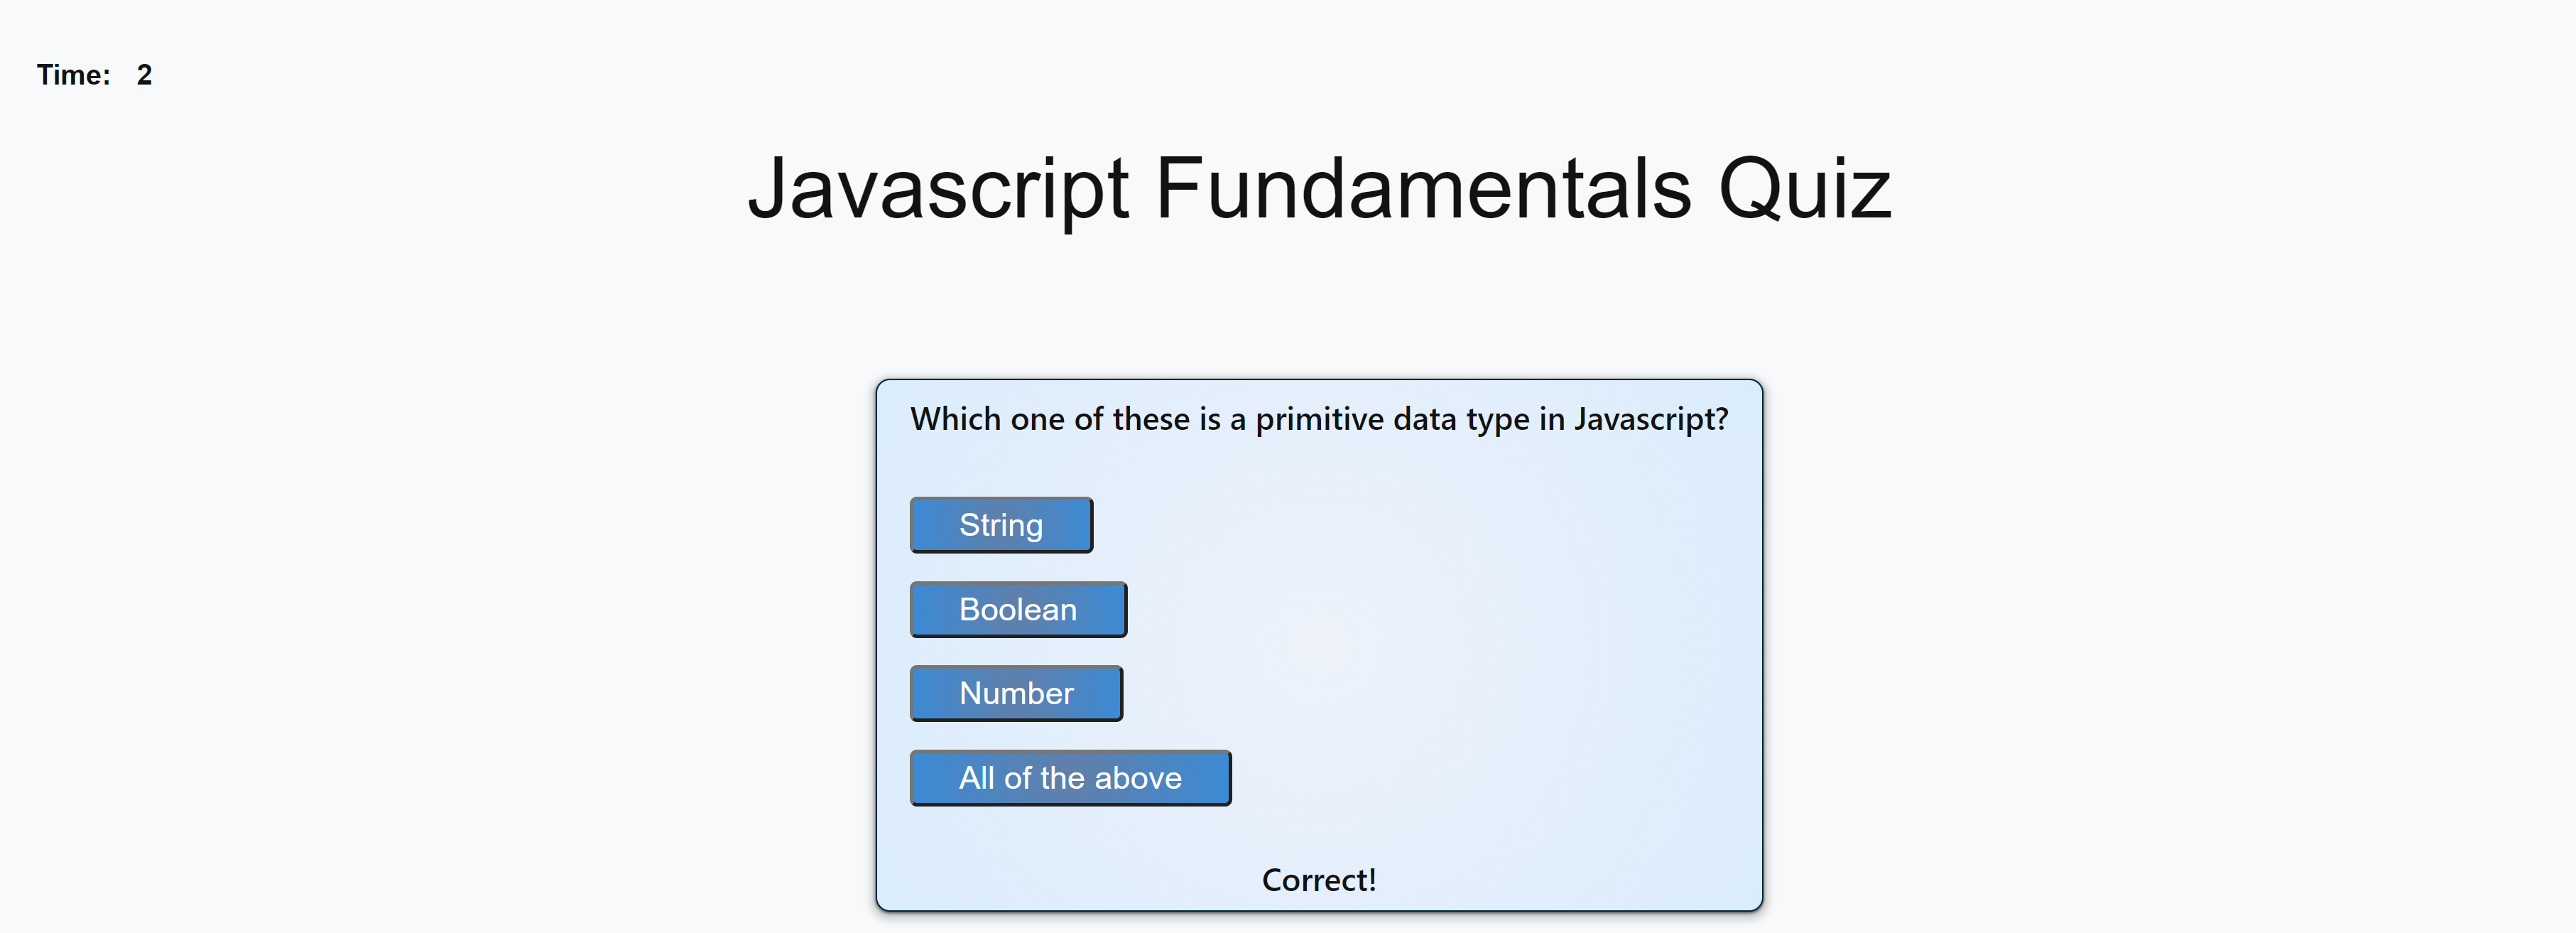 Time: 2
Javascript Fundamentals Quiz
Which one of these is a primitive data type in Javascript?
String
Boolean
Number
All of the above
Correct!